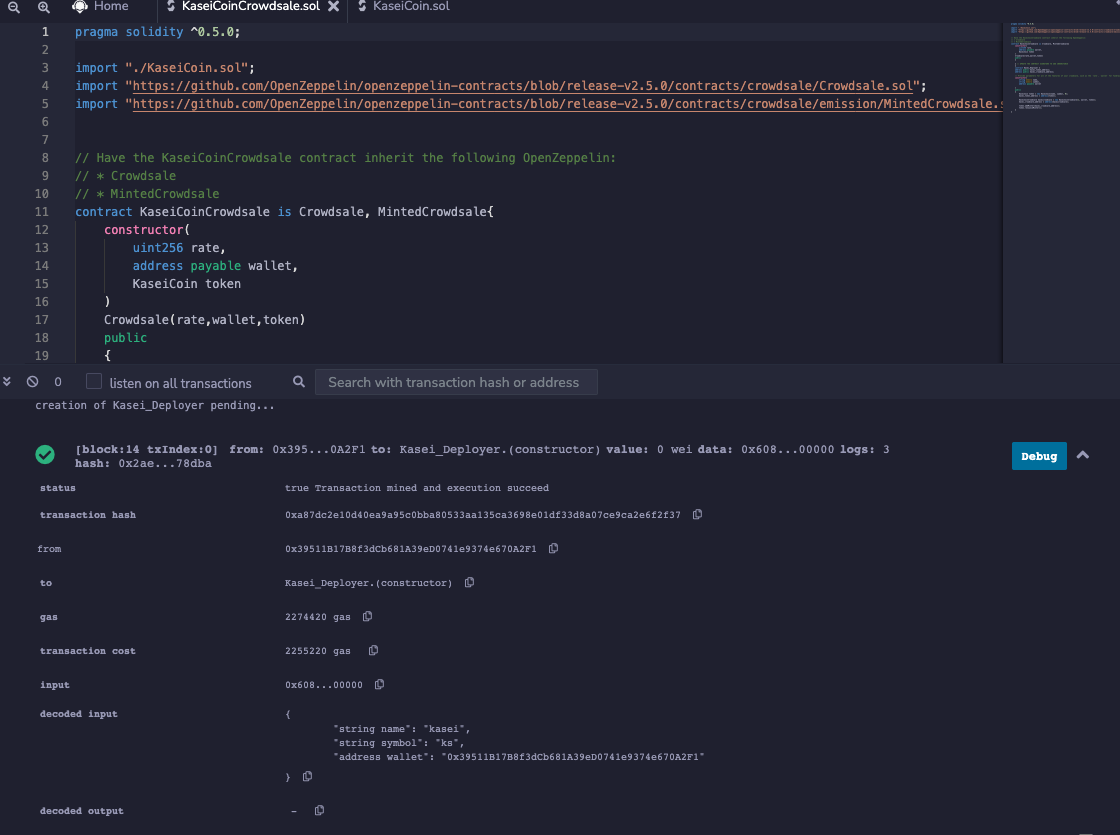 Home
KaseiCoinCrowdsale.sol
KaseiCoin.sol
1 pragma solidity ^0.5.0;
2
3 import "./KaseiCoin.sol";
4 import "https://github.com/OpenZeppelin/openzeppelin-contracts/blob/release-v2.5.0/contracts/crowdsale/Crowdsale.sol";
5 import "https://github.com/OpenZeppelin/openzeppelin-contracts/blob/release-v2.5.0/contracts/crowdsale/emission/MintedCrowdsale.s
6
7
8 // Have the KaseiCoinCrowdsale contract inherit the following OpenZeppelin:
9 // * Crowdsale
10 // * MintedCrowdsale
11 contract KaseiCoinCrowdsale is Crowdsale, MintedCrowdsale{
12 constructor(
13 uint256 rate,
14 address payable wallet,
15 KaseiCoin token
16 )
17 Crowdsale(rate,wallet,token)
18 public
19 {
0 listen on all transactions Search with transaction hash or address
creation of Kasei_Deployer pending...
[block:14 txIndex:0] from: 0x395...0A2F1 to: Kasei_Deployer.(constructor) value: 0 wei data: 0x608...00000 logs: 3
hash: 0x2ae...78dba
Debug
status true Transaction mined and execution succeed
transaction hash 0xa87dc2e10d40ea9a95c0bba80533aa135ca3698e01df33d8a07ce9ca2e6f2f37
from 0x39511B17B8f3dCb681A39eD0741e9374e670A2F1
to Kasei_Deployer.(constructor)
gas 2274420 gas
transaction cost 2255220 gas
input 0x608...00000
decoded input {
"string name": "kasei",
"string symbol": "ks",
"address wallet": "0x39511B17B8f3dCb681A39eD0741e9374e670A2F1"
}
decoded output -